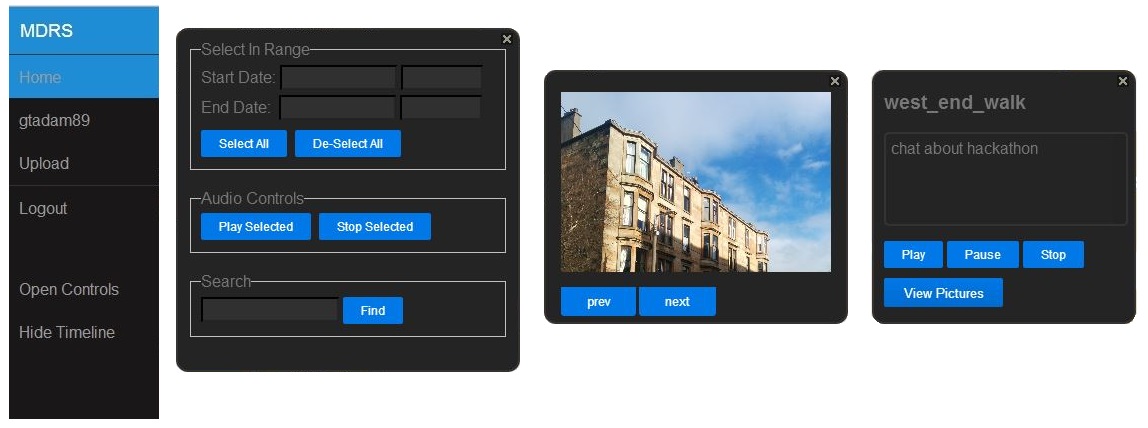 MDRS
Home
gtadam89
Upload
Logout
Open Controls
Hide Timeline
Select In Range
Start Date:
End Date:
Select All De-Select All
Audio Controls
Play Selected Stop Selected
Search
Find
prev next
west_end_walk
chat about hackathon
Play Pause Stop
View Pictures